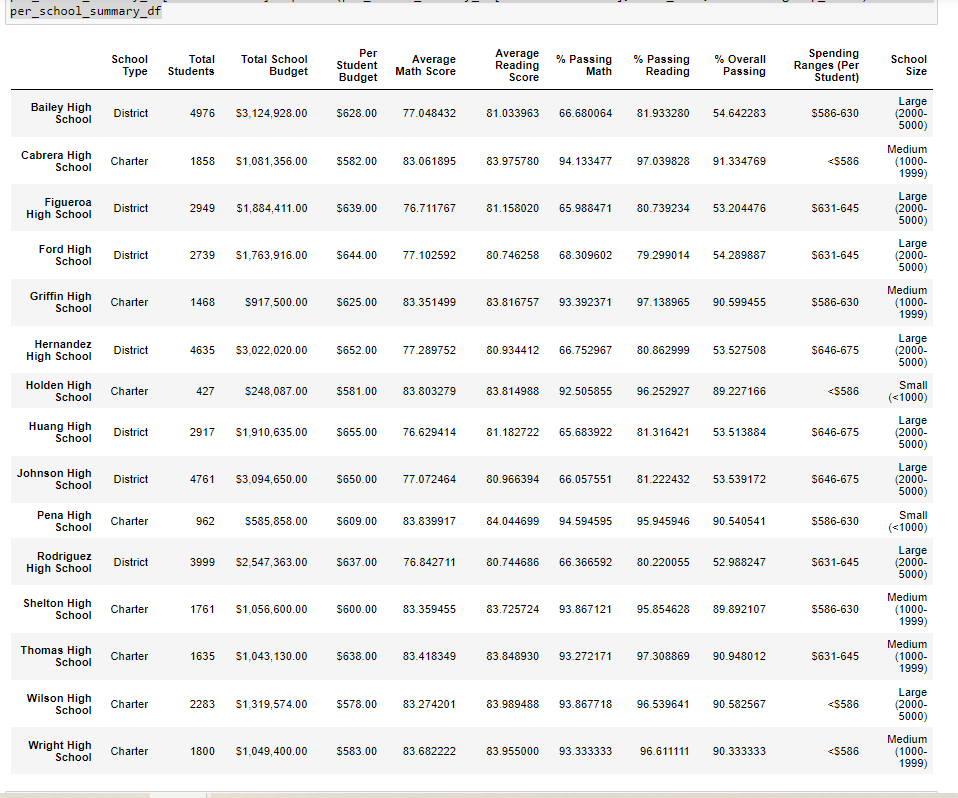 per_school_summary_df
School Type Total Students Total School Budget Per Student Budget Average Math Score Average Reading Score % Passing Math % Passing Reading % Overall Passing Spending Ranges (Per Student) School Size
Bailey High School District 4976 $3,124,928.00 $628.00 77.048432 81.033963 66.680064 81.933280 54.642283 $586-630 Large (2000-5000)
Cabrera High School Charter 1858 $1,081,356.00 $582.00 83.061895 83.975780 94.133477 97.039828 91.334769 <$586 Medium (1000-1999)
Figueroa High School District 2949 $1,884,411.00 $639.00 76.711767 81.158020 65.988471 80.739234 53.204476 $631-645 Large (2000-5000)
Ford High School District 2739 $1,763,916.00 $644.00 77.102592 80.746258 68.309602 79.299014 54.289887 $631-645 Large (2000-5000)
Griffin High School Charter 1468 $917,500.00 $625.00 83.351499 83.816757 93.392371 97.138965 90.599455 $586-630 Medium (1000-1999)
Hernandez High School District 4635 $3,022,020.00 $652.00 77.289752 80.934412 66.752967 80.862999 53.527508 $646-675 Large (2000-5000)
Holden High School Charter 427 $248,087.00 $581.00 83.803279 83.814988 92.505855 96.252927 89.227166 <$586 Small (<1000)
Huang High School District 2917 $1,910,635.00 $655.00 76.629414 81.182722 65.683922 81.316421 53.513884 $646-675 Large (2000-5000)
Johnson High School District 4761 $3,094,650.00 $650.00 77.072464 80.966394 66.057551 81.222432 53.539172 $646-675 Large (2000-5000)
Pena High School Charter 962 $585,858.00 $609.00 83.839917 84.044699 94.594595 95.945946 90.540541 $586-630 Small (<1000)
Rodriguez High School District 3999 $2,547,363.00 $637.00 76.842711 80.744686 66.366592 80.220055 52.988247 $631-645 Large (2000-5000)
Shelton High School Charter 1761 $1,056,600.00 $600.00 83.359455 83.725724 93.867121 95.854628 89.892107 $586-630 Medium (1000-1999)
Thomas High School Charter 1635 $1,043,130.00 $638.00 83.418349 83.848930 93.272171 97.308869 90.948012 $631-645 Medium (1000-1999)
Wilson High School Charter 2283 $1,319,574.00 $578.00 83.274201 83.989488 93.867718 96.539641 90.582567 <$586 Large (2000-5000)
Wright High School Charter 1800 $1,049,400.00 $583.00 83.682222 83.955000 93.333333 96.611111 90.333333 <$586 Medium (1000-1999)